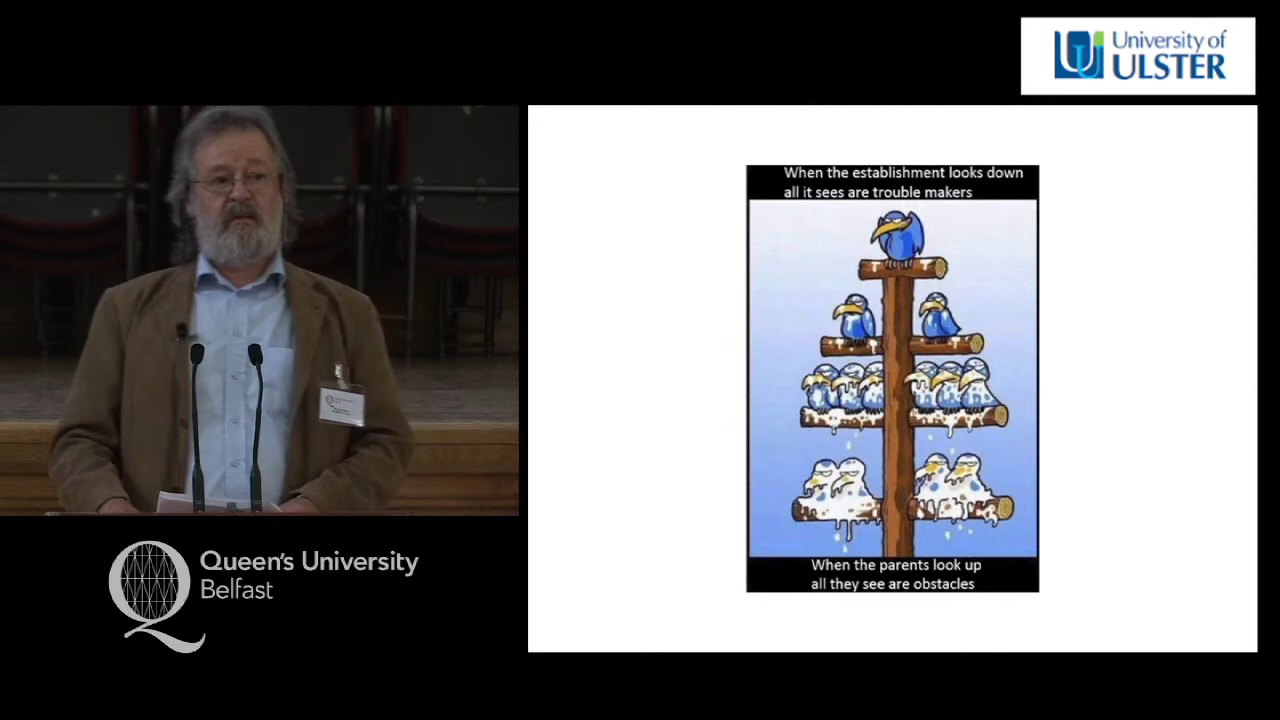 University of
ULSTER
When the establishment looks down
all it sees are trouble makers
When the parents look up
all they see are obstacles
Queen's University
Belfast